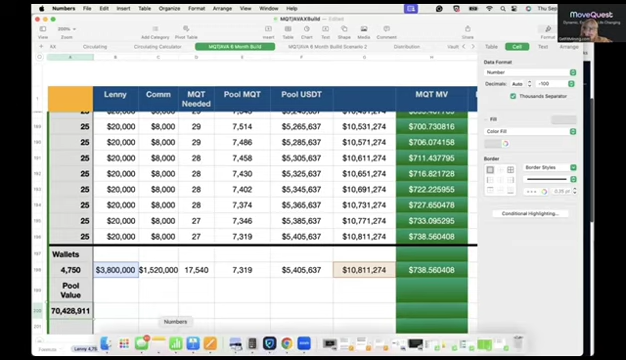 Numbers File Edit Insert Table Organize Format Arrange View Window Help
MQT/AVAXBuild
Edited
MoveQuest
View Zoom Add Category Pivot Table Insert Table Chart Text Shape Media Comment Share Format
All Circulating Circulating Calculator MQT/AVA 8 Month Build MQT/AVA 8 Month Build Scenario 2 Distribution Vault
Table Cell Text Arrange
Lenny Comm MQT Needed Pool MQT Pool USDT MQT MV
25 $20,000 $8,000 29 7,514 $5,265,637 $10,531,274 $700.730816
25 $20,000 $8,000 29 7,486 $5,285,637 $10,571,274 $706.074158
25 $20,000 $8,000 28 7,458 $5,305,637 $10,611,274 $711.437795
25 $20,000 $8,000 28 7,430 $5,325,637 $10,651,274 $716.821728
25 $20,000 $8,000 28 7,402 $5,345,637 $10,691,274 $722.225955
25 $20,000 $8,000 28 7,374 $5,365,637 $10,731,274 $727.650478
25 $20,000 $8,000 27 7,346 $5,385,637 $10,771,274 $733.095295
25 $20,000 $8,000 27 7,319 $5,405,637 $10,811,274 $738.560408
Wallets
4,750 $3,800,000 $1,520,000 17,540 7,319 $5,405,637 $10,811,274 $738.560408
Pool
Value
70,428,911
Numbers
Data Format
Number
Decimals: Auto -100
Thousands Separator
Fill
Color Fill
Border
Border Styles
Conditional Highlighting...